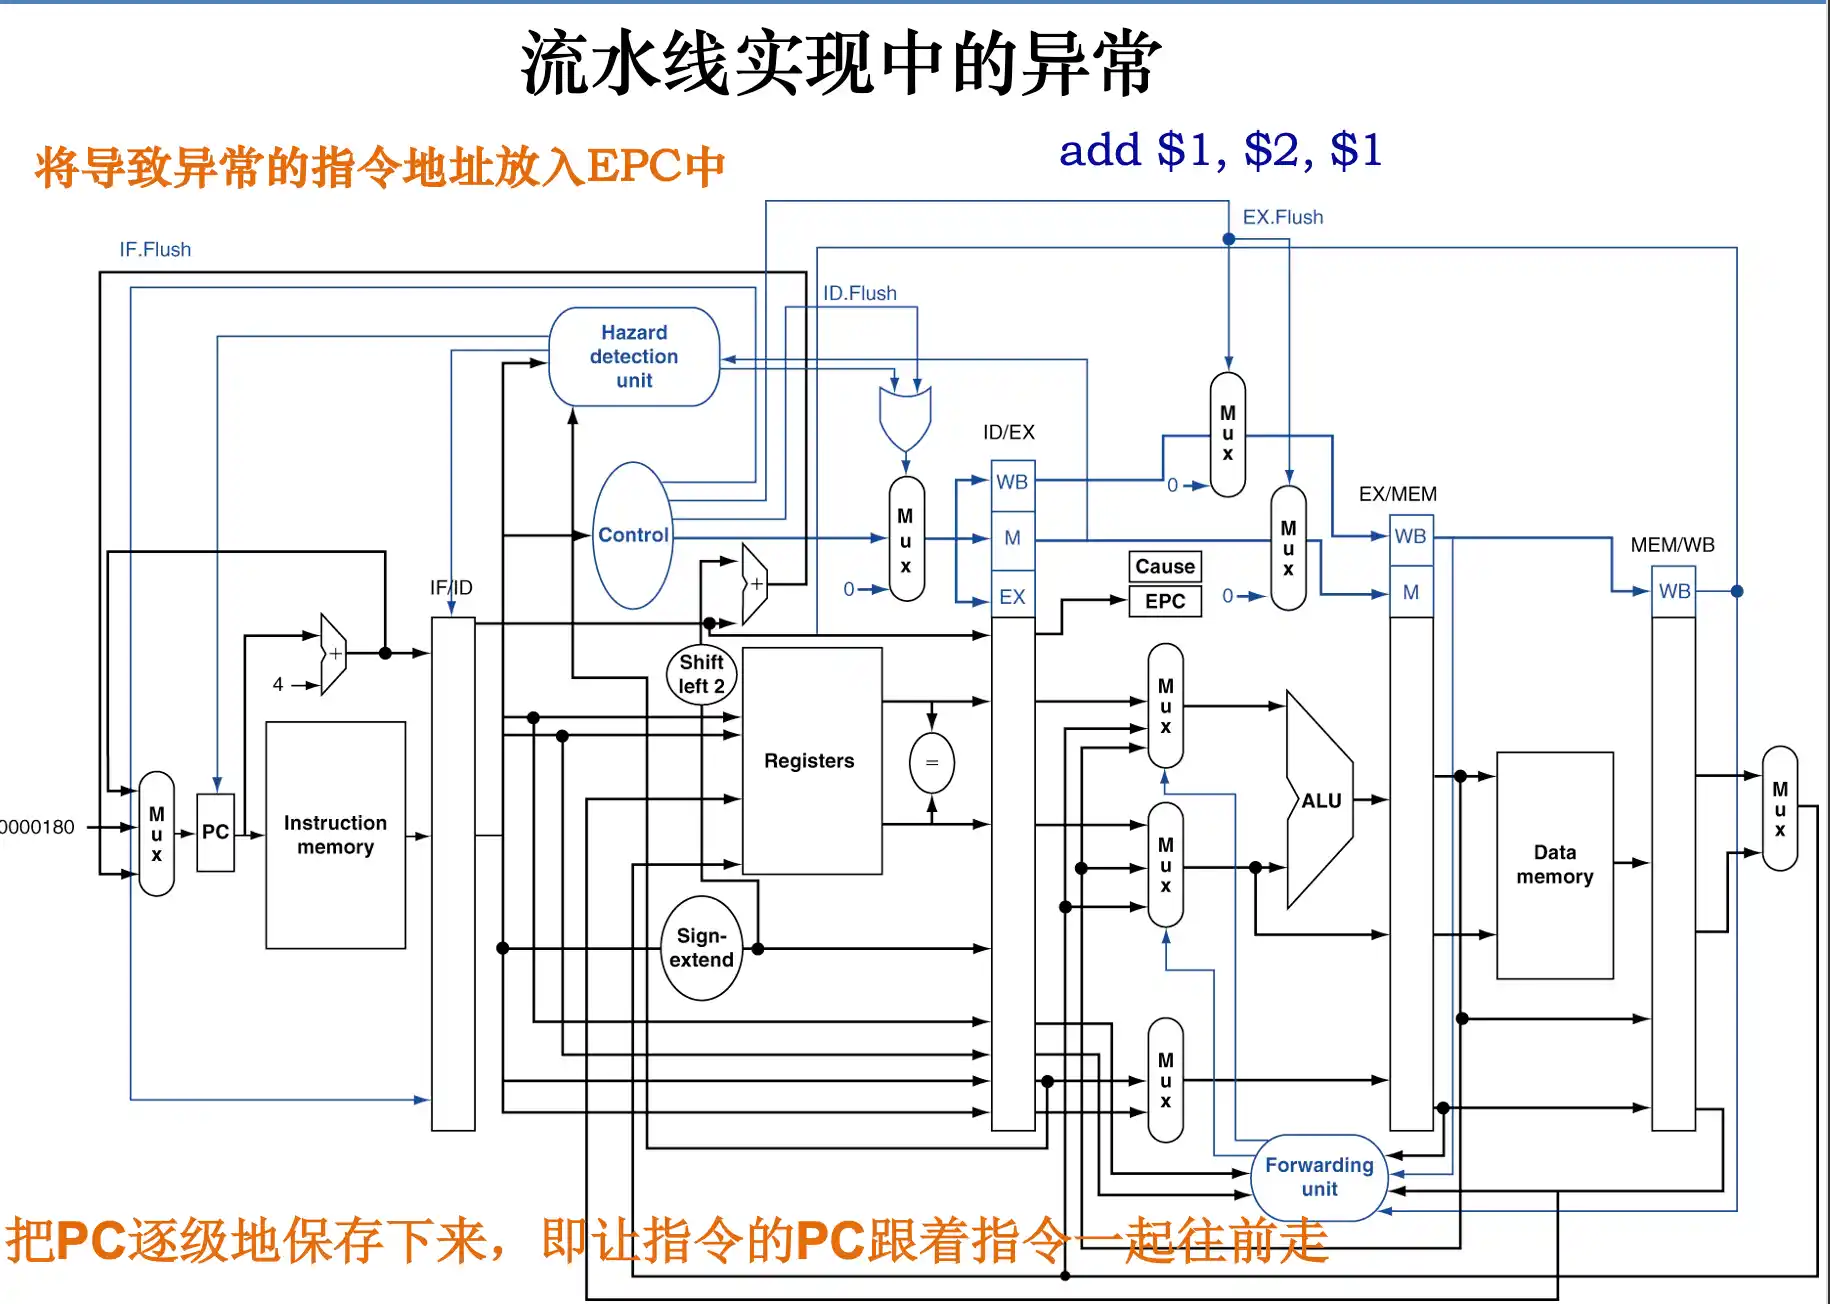 流水线实现中的异常
将导致异常的指令地址放入EPC中
add $1, $2, $1
EX.Flush
IF.Flush
ID.Flush
Hazard
detection
unit
M
u
x
ID/EX
WB
0
EX/MEM
M
u
x
M
u
x
Control
M
WB
MEM/WB
Cause
IF/ID
+
0
EX
EPC
0
M
WB
+
4
Shift
left 2
M
u
x
Registers
=
M
u
x
PC
Instruction
memory
0000180
M
u
x
ALU
Data
memory
M
u
x
Sign-
extend
M
u
x
Forwarding
unit
把PC逐级地保存下来，即让指令的PC跟着指令一起往前走